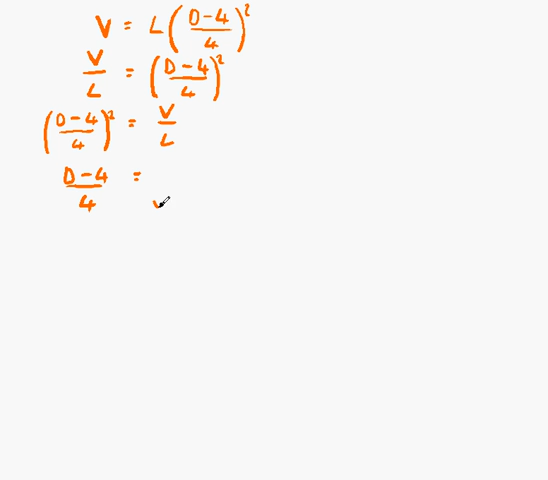 V = L((D-4)/4)²
V/L = ((D-4)/4)²
((D-4)/4)² = V/L
(D-4)/4 =